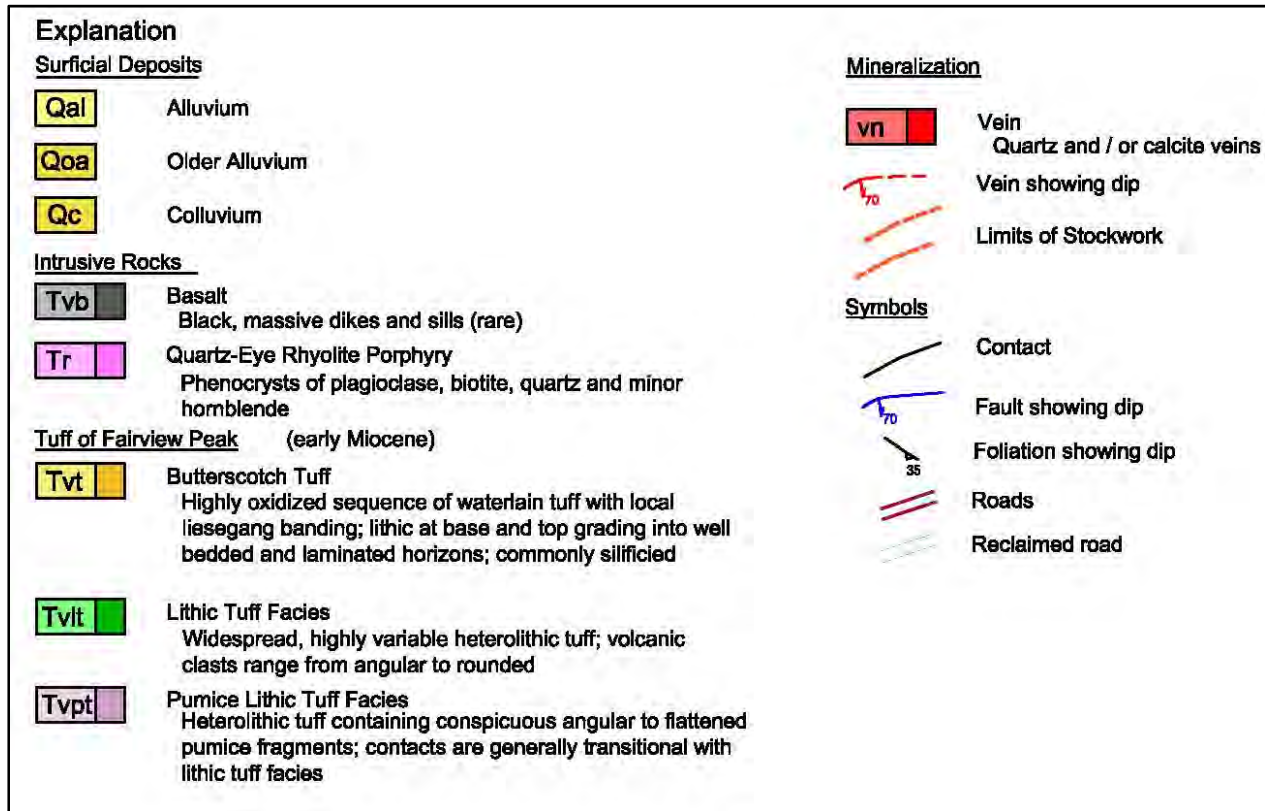 Explanation
Surficial Deposits
Qal Alluvium
Qoa Older Alluvium
Qc Colluvium
Intrusive Rocks
Tvb Basalt
Black, massive dikes and sills (rare)
Tr Quartz-Eye Rhyolite Porphyry
Phenocrysts of plagioclase, biotite, quartz and minor
hornblende
Tuff of Fairview Peak (early Miocene)
Tvt Butterscotch Tuff
Highly oxidized sequence of waterlain tuff with local
liesegang banding; lithic at base and top grading into well
bedded and laminated horizons; commonly silificied
Tvlt Lithic Tuff Facies
Widespread, highly variable heterolithic tuff; volcanic
clasts range from angular to rounded
Tvpt Pumice Lithic Tuff Facies
Heterolithic tuff containing conspicuous angular to flattened
pumice fragments; contacts are generally transitional with
lithic tuff facies
Mineralization
vn Vein
Quartz and / or calcite veins
70 Vein showing dip
Limits of Stockwork
Symbols
Contact
70 Fault showing dip
35 Foliation showing dip
Roads
Reclaimed road